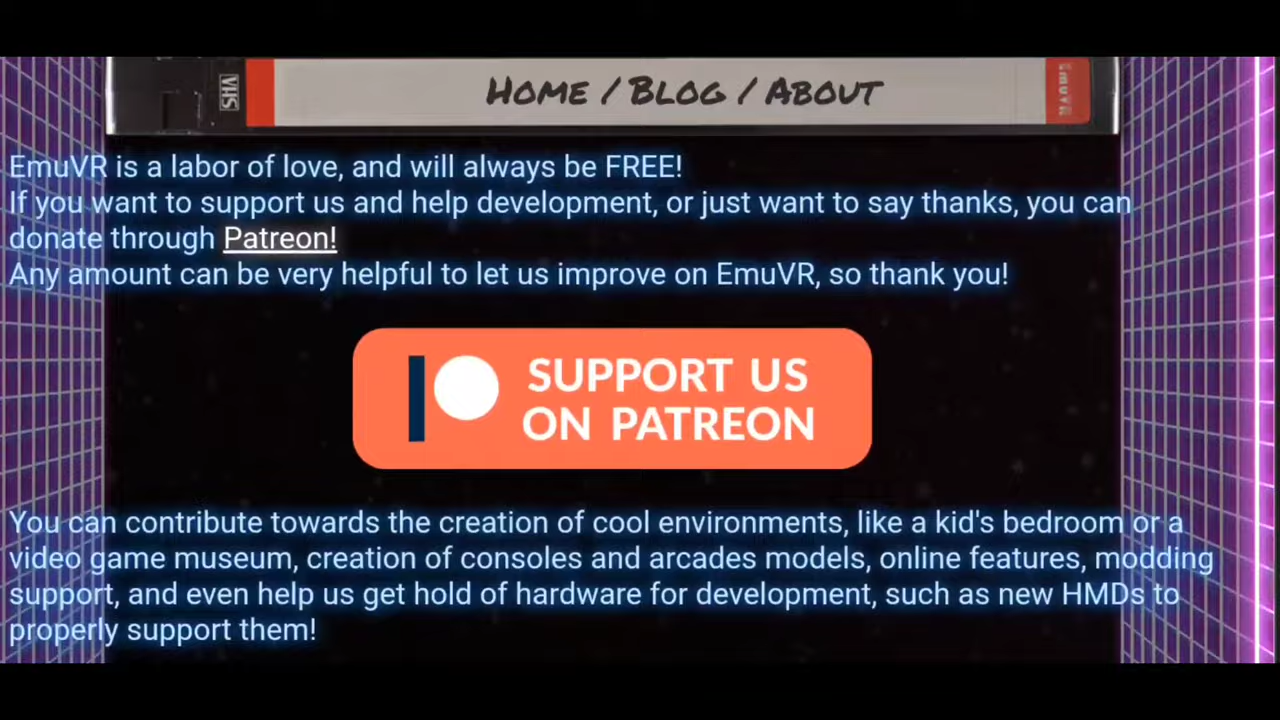 VHS
HOME / BLOG / ABOUT
EmuVR
EmuVR is a labor of love, and will always be FREE!
If you want to support us and help development, or just want to say thanks, you can
donate through Patreon!
Any amount can be very helpful to let us improve on EmuVR, so thank you!
SUPPORT US
ON PATREON
You can contribute towards the creation of cool environments, like a kid's bedroom or a
video game museum, creation of consoles and arcades models, online features, modding
support, and even help us get hold of hardware for development, such as new HMDs to
properly support them!